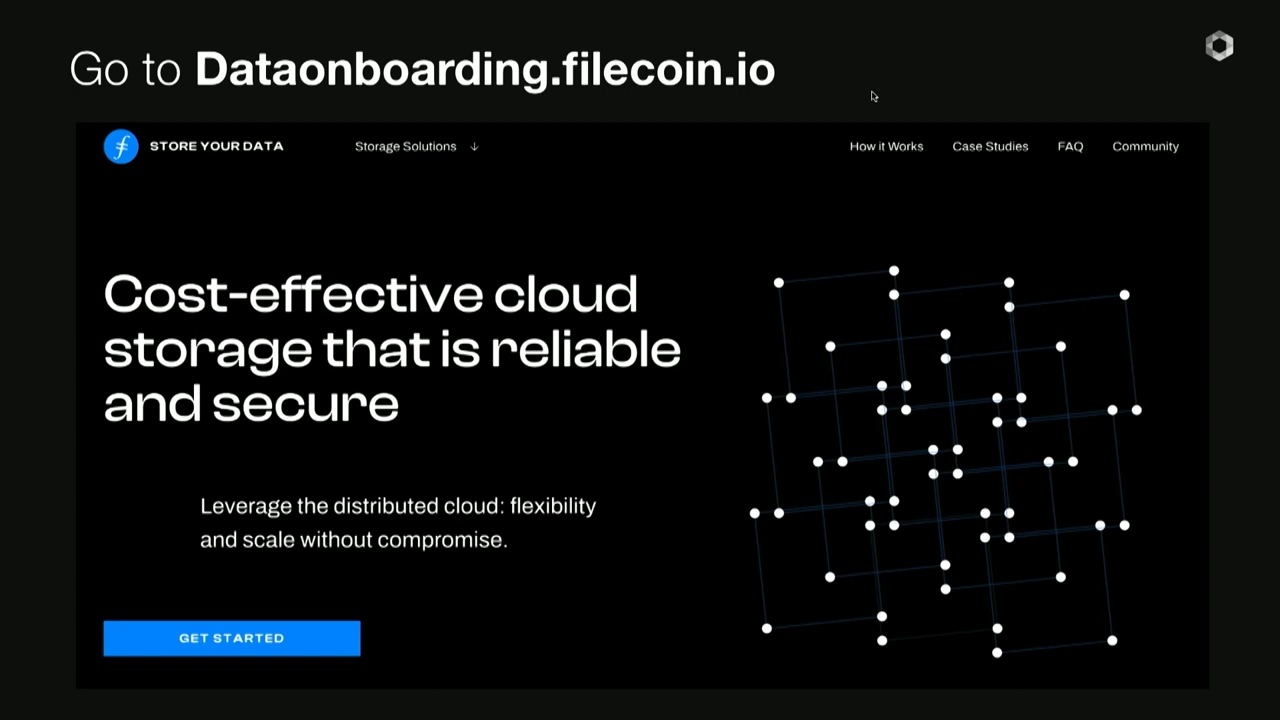 Go to Dataonboarding.filecoin.io
STORE YOUR DATA
Storage Solutions ↓
How it Works
Case Studies
FAQ
Community
Cost-effective cloud
storage that is reliable
and secure
Leverage the distributed cloud: flexibility
and scale without compromise.
GET STARTED